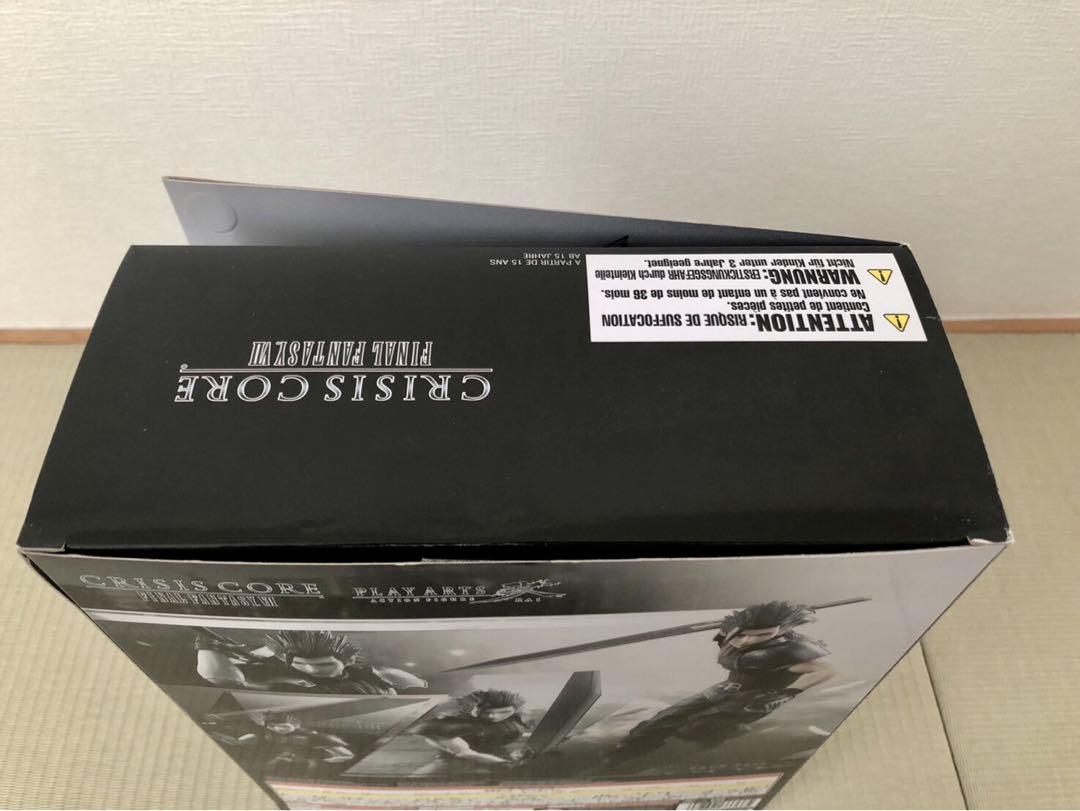 ATTENTION: RISQUE DE SUFFOCATION
Contient de petites pièces.
Ne convient pas à un enfant de moins de 36 mois.
WARNUNG: ERSTICKUNGSGEFAHR durch Kleinteile
Nicht für Kinder unter 3 Jahre geeignet.
A PARTIR DE 15 ANS
AB 15 JAHRE
CRISIS CORE
FINAL FANTASY VII
CRISIS CORE
FINAL FANTASY VII
PLAY ARTS
ACTION FIGURE